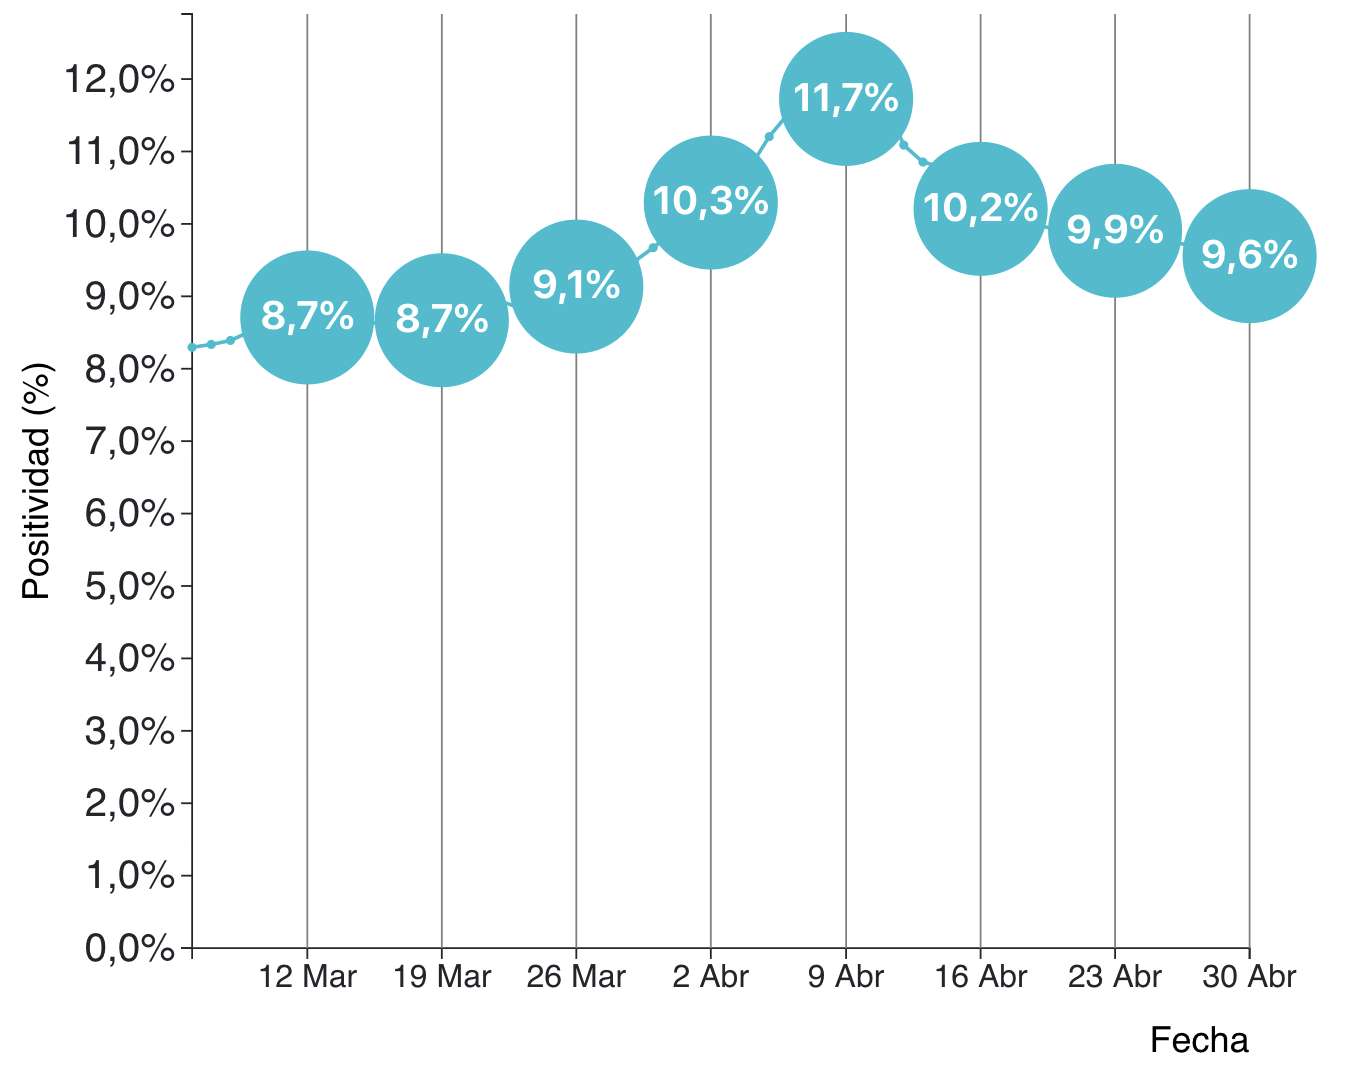 12,0%
11,0%
10,0%
9,0%
8,0%
7,0%
6,0%
5,0%
4,0%
3,0%
2,0%
1,0%
0,0%
Positividad (%)
8,7%
8,7%
9,1%
10,3%
11,7%
10,2%
9,9%
9,6%
12 Mar
19 Mar
26 Mar
2 Abr
9 Abr
16 Abr
23 Abr
30 Abr
Fecha